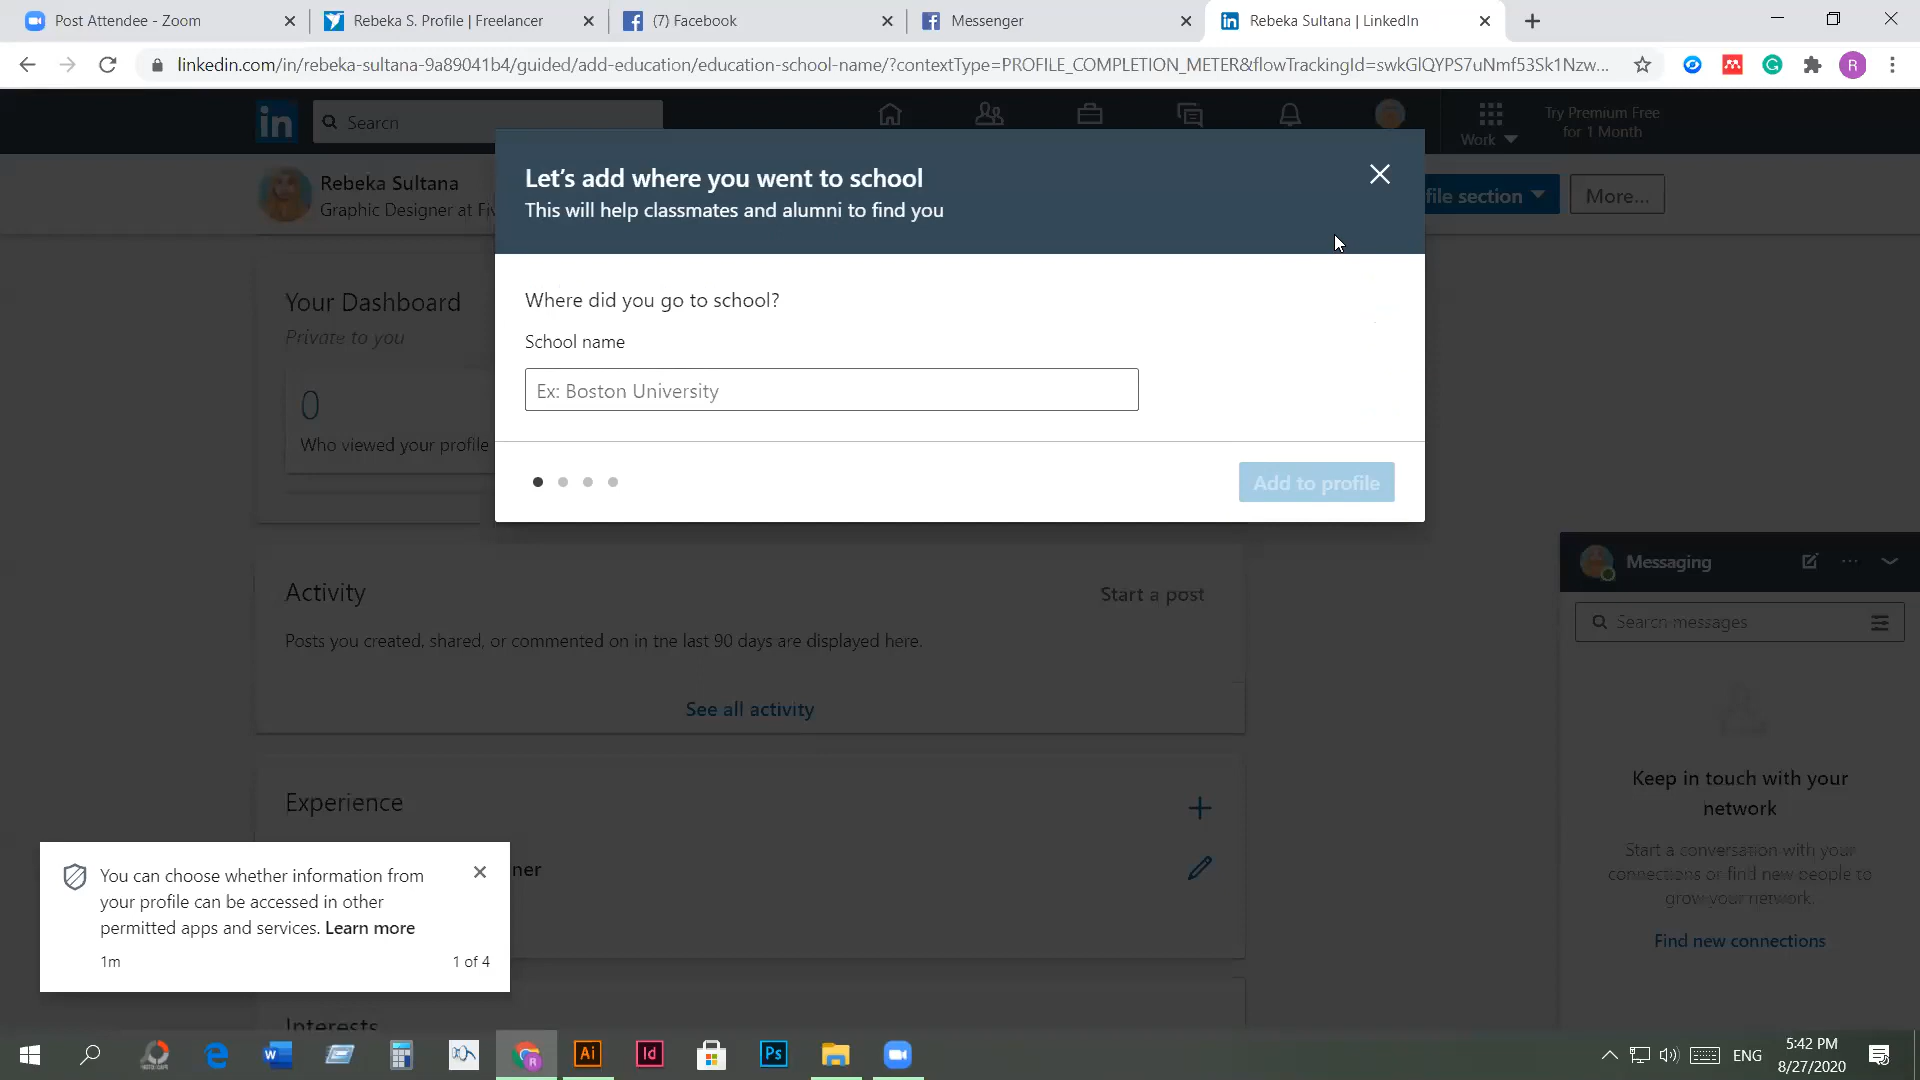 Post Attendee - Zoom
Rebeka S. Profile | Freelancer
(7) Facebook
Messenger
Rebeka Sultana | LinkedIn
linkedin.com/in/rebeka-sultana-9a89041b4/guided/add-education/education-school-name/?contextType=PROFILE_COMPLETION_METER&flowTrackingId=swkGlQYPS7uNmf53Sk1Nzw...
R
in
Search
Work
Try Premium Free
for 1 Month
Rebeka Sultana
Graphic Designer at Fiv
file section
More...
Let's add where you went to school
This will help classmates and alumni to find you
Where did you go to school?
School name
Ex: Boston University
Add to profile
Your Dashboard
Private to you
0
Who viewed your profile
Activity
Start a post
Posts you created, shared, or commented on in the last 90 days are displayed here.
See all activity
Experience
ner
Interests
Messaging
Search messages
Keep in touch with your
network
Start a conversation with your
connections or find new people to
grow your network.
Find new connections
You can choose whether information from
your profile can be accessed in other
permitted apps and services. Learn more
1m
1 of 4
Ai
Id
Ps
ENG
5:42 PM
8/27/2020